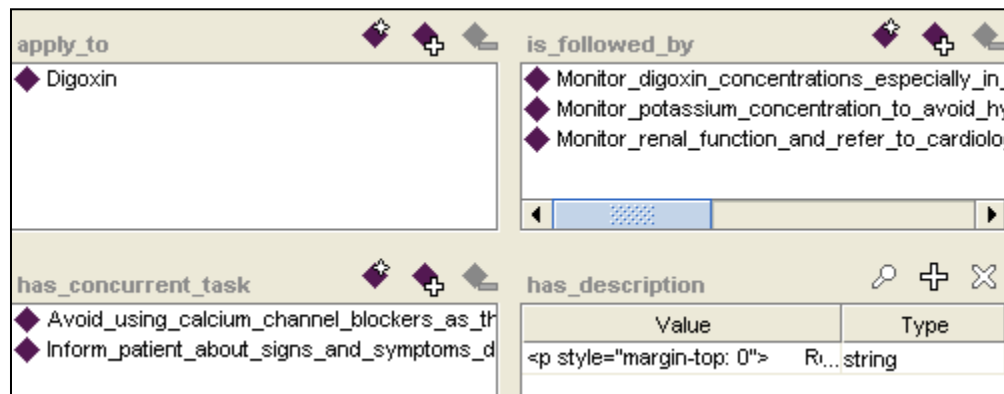 apply_to
Digoxin
is_followed_by
Monitor_digoxin_concentrations_especially_in_
Monitor_potassium_concentration_to_avoid_hy
Monitor_renal_function_and_refer_to_cardiolo
has_concurrent_task
Avoid_using_calcium_channel_blockers_as_th
Inform_patient_about_signs_and_symptoms_d
has_description
Value Type
<p style="margin-top: 0"> R... string